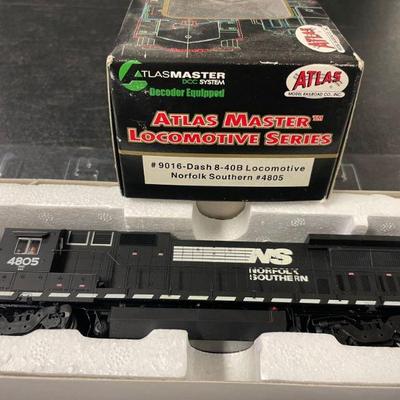 ATLASMASTER
DCC SYSTEM
Decoder Equipped
ATLAS
MODEL RAILROAD CO., INC.
ATLAS MASTER™
LOCOMOTIVE SERIES
#9016-Dash 8-40B Locomotive
Norfolk Southern #4805
4805
NS
NORFOLK
SOUTHERN